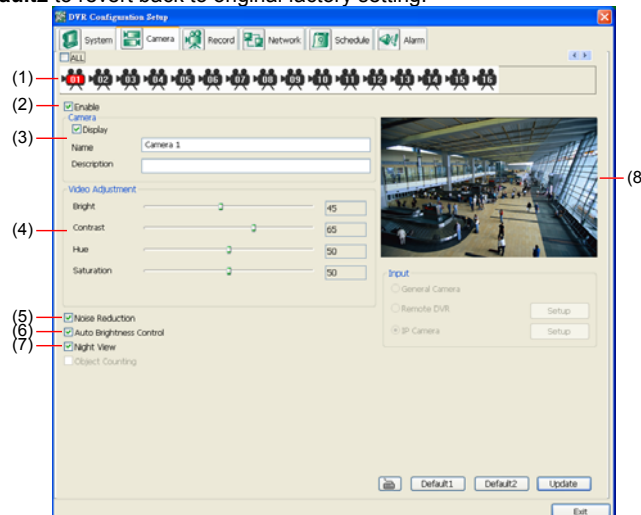 ault2 to revert back to original factory setting.
DVR Configuration Setup
System Camera Record Network Schedule Alarm
ALL
(1) 01 02 03 04 05 06 07 08 09 10 11 12 13 14 15 16
(2) Enable
Camera
(3) Display
Name Camera 1
Description
(8
Video Adjustment
Bright 45
(4) Contrast 65
Hue 50
Saturation 50
Input
General Camera
Remote DVR Setup
IP Camera Setup
(5) Noise Reduction
(6) Auto Brightness Control
(7) Night View
Object Counting
Default1 Default2 Update
Exit